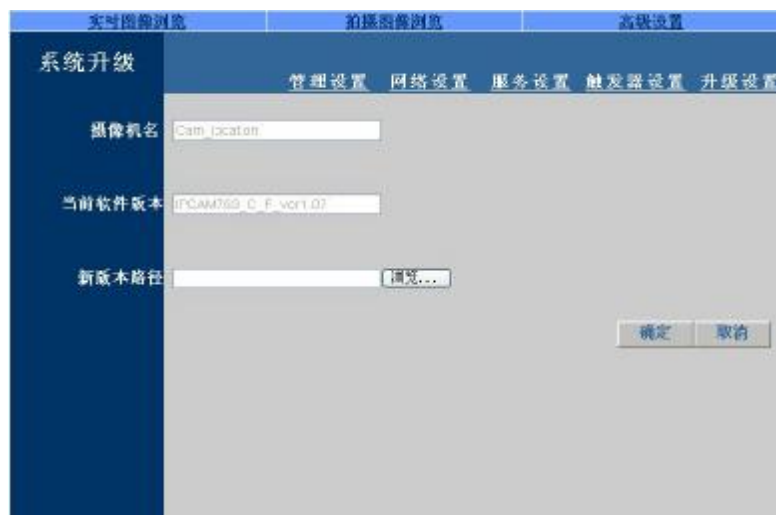 实时图像浏览 拍摄图像浏览 高级设置
系统升级
管理设置 网络设置 服务设置 触发器设置 升级设置
摄像机名 Cam_location
当前软件版本
新版本路径 浏览...
确定 取消